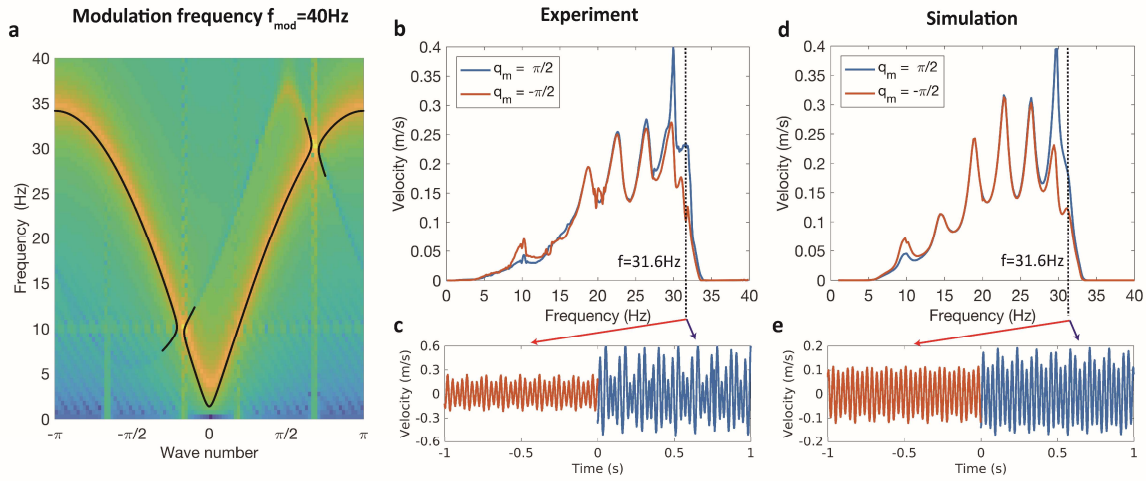 Modulation frequency fmod=40Hz
Experiment
Simulation
a
40
35
30
25
20
15
10
5
0
Frequency (Hz)
-π
-π/2
0
π/2
π
Wave number
b
0.4
0.35
0.3
0.25
0.2
0.15
0.1
0.05
0
Velocity (m/s)
qm = π/2
qm = -π/2
f=31.6Hz
0 5 10 15 20 25 30 35 40
Frequency (Hz)
c
0.6
0.3
0
-0.3
-0.6
Velocity (m/s)
-1 -0.5 0 0.5 1
Time (s)
d
0.4
0.35
0.3
0.25
0.2
0.15
0.1
0.05
0
Velocity (m/s)
qm = π/2
qm = -π/2
f=31.6Hz
0 5 10 15 20 25 30 35 40
Frequency (Hz)
e
0.2
0.1
0
-0.1
-0.2
Velocity (m/s)
-1 -0.5 0 0.5 1
Time (s)